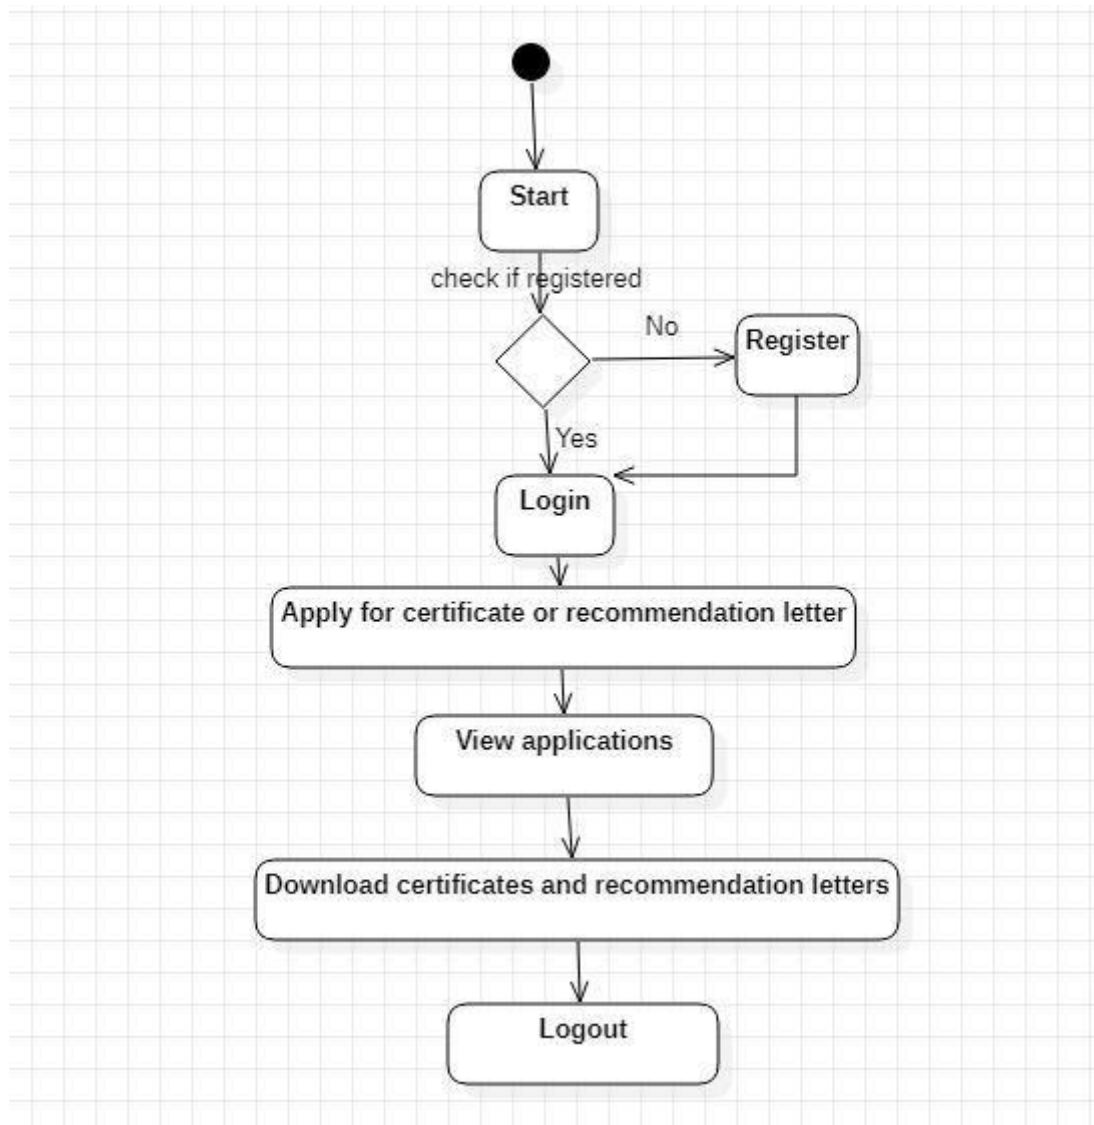 Start
check if registered
No
Register
Yes
Login
Apply for certificate or recommendation letter
View applications
Download certificates and recommendation letters
Logout